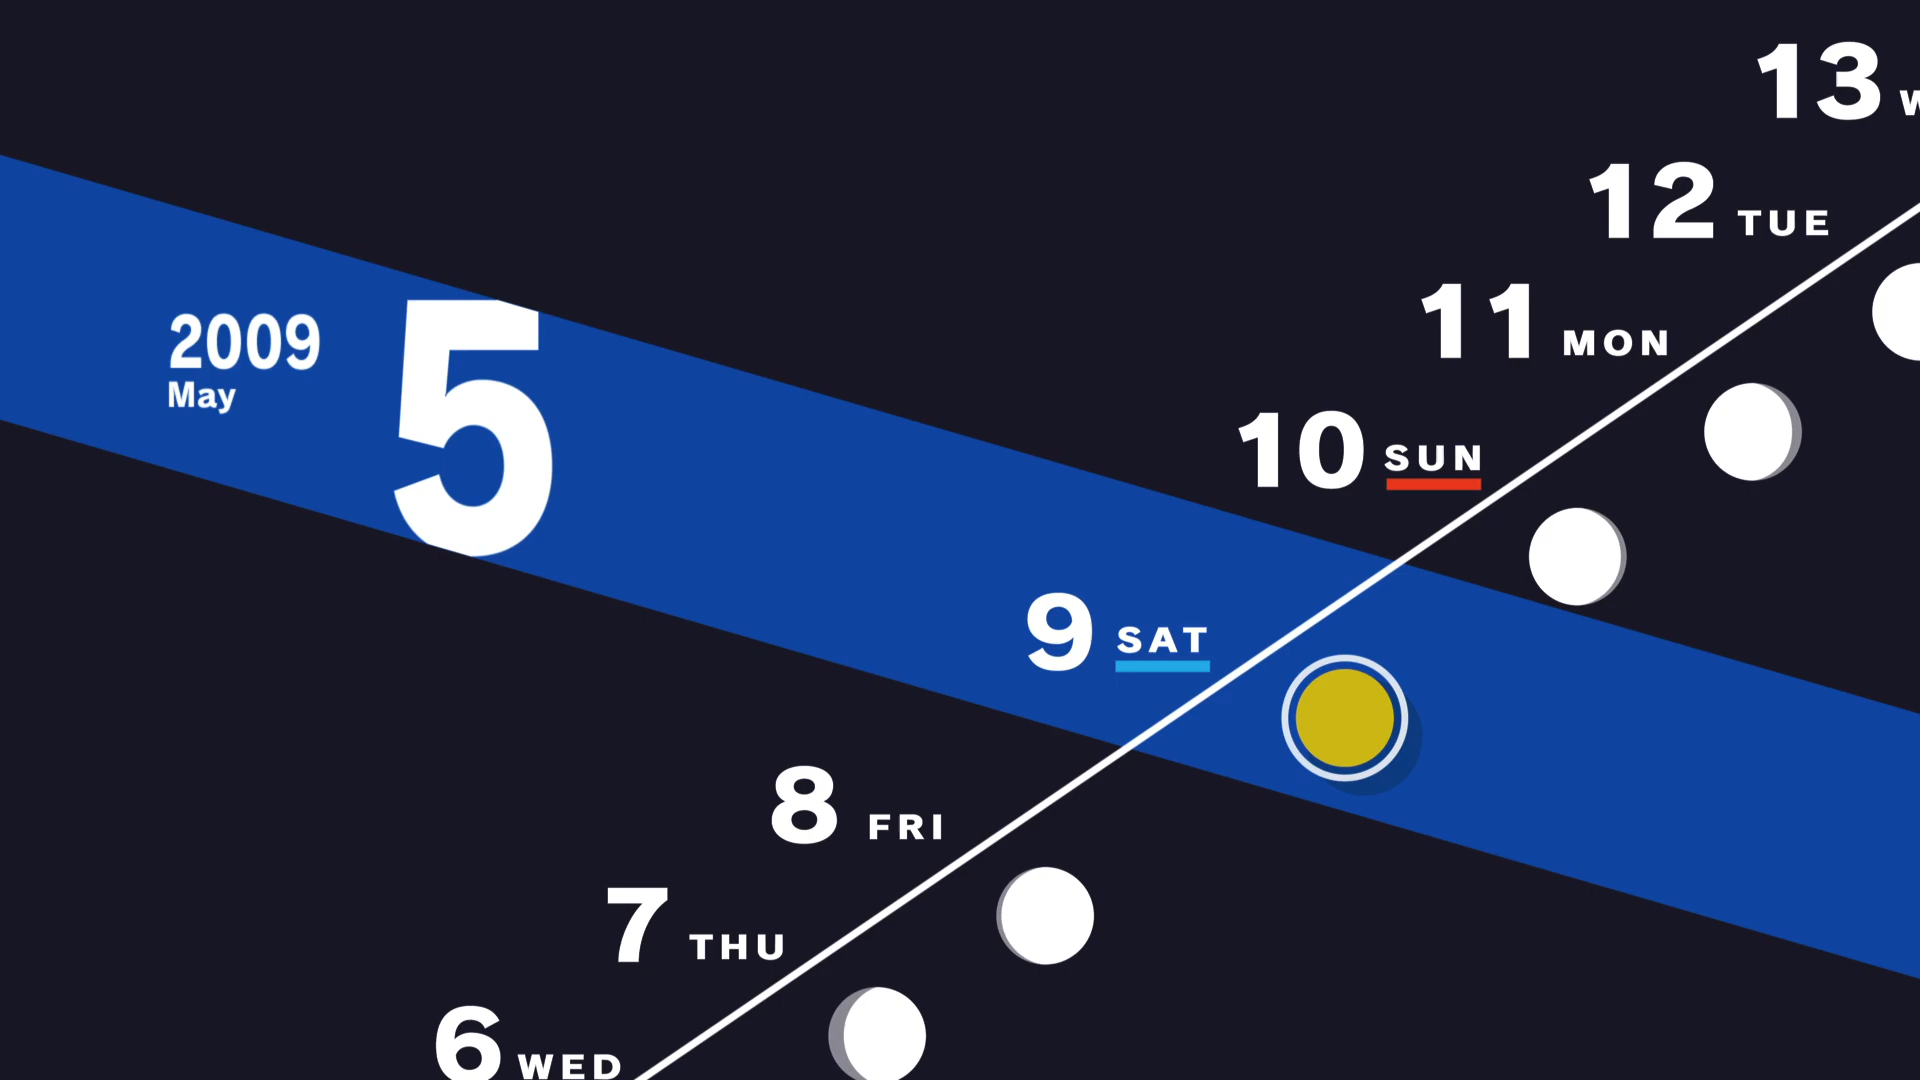 2009
May
5
13 W
12 TUE
11 MON
10 SUN
9 SAT
8 FRI
7 THU
6 WED